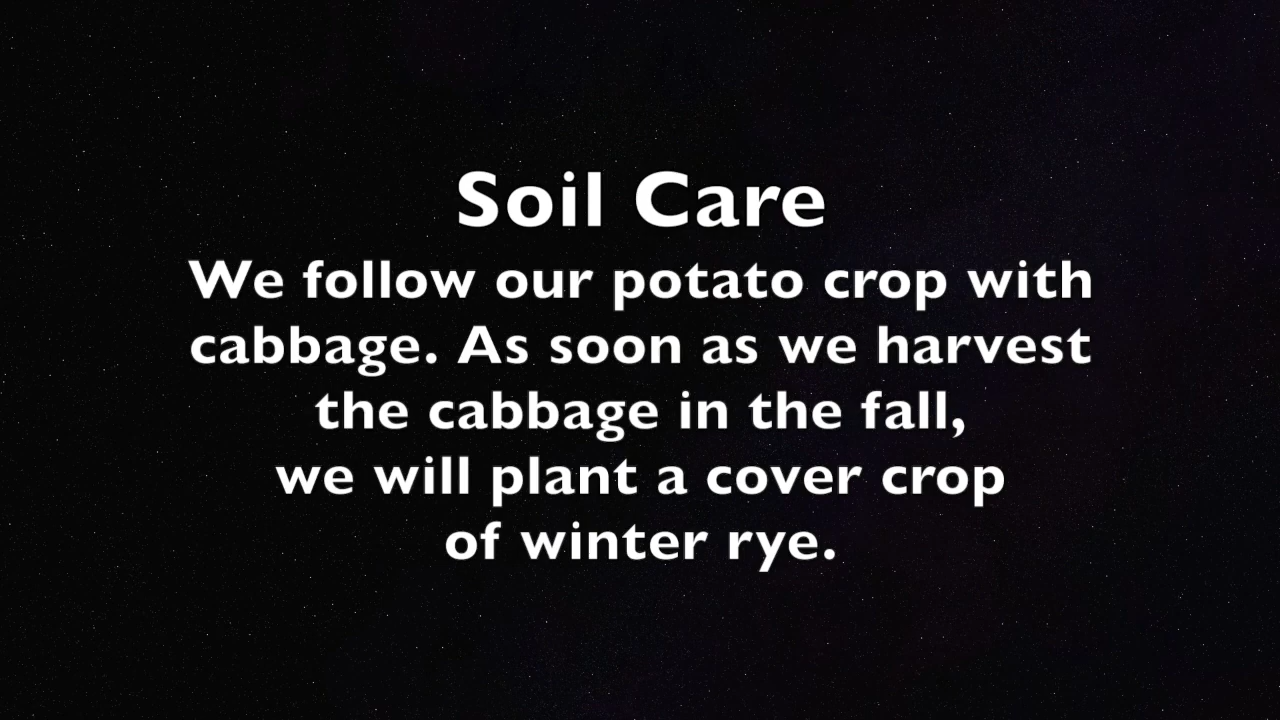 Soil Care
We follow our potato crop with
cabbage. As soon as we harvest
the cabbage in the fall,
we will plant a cover crop
of winter rye.